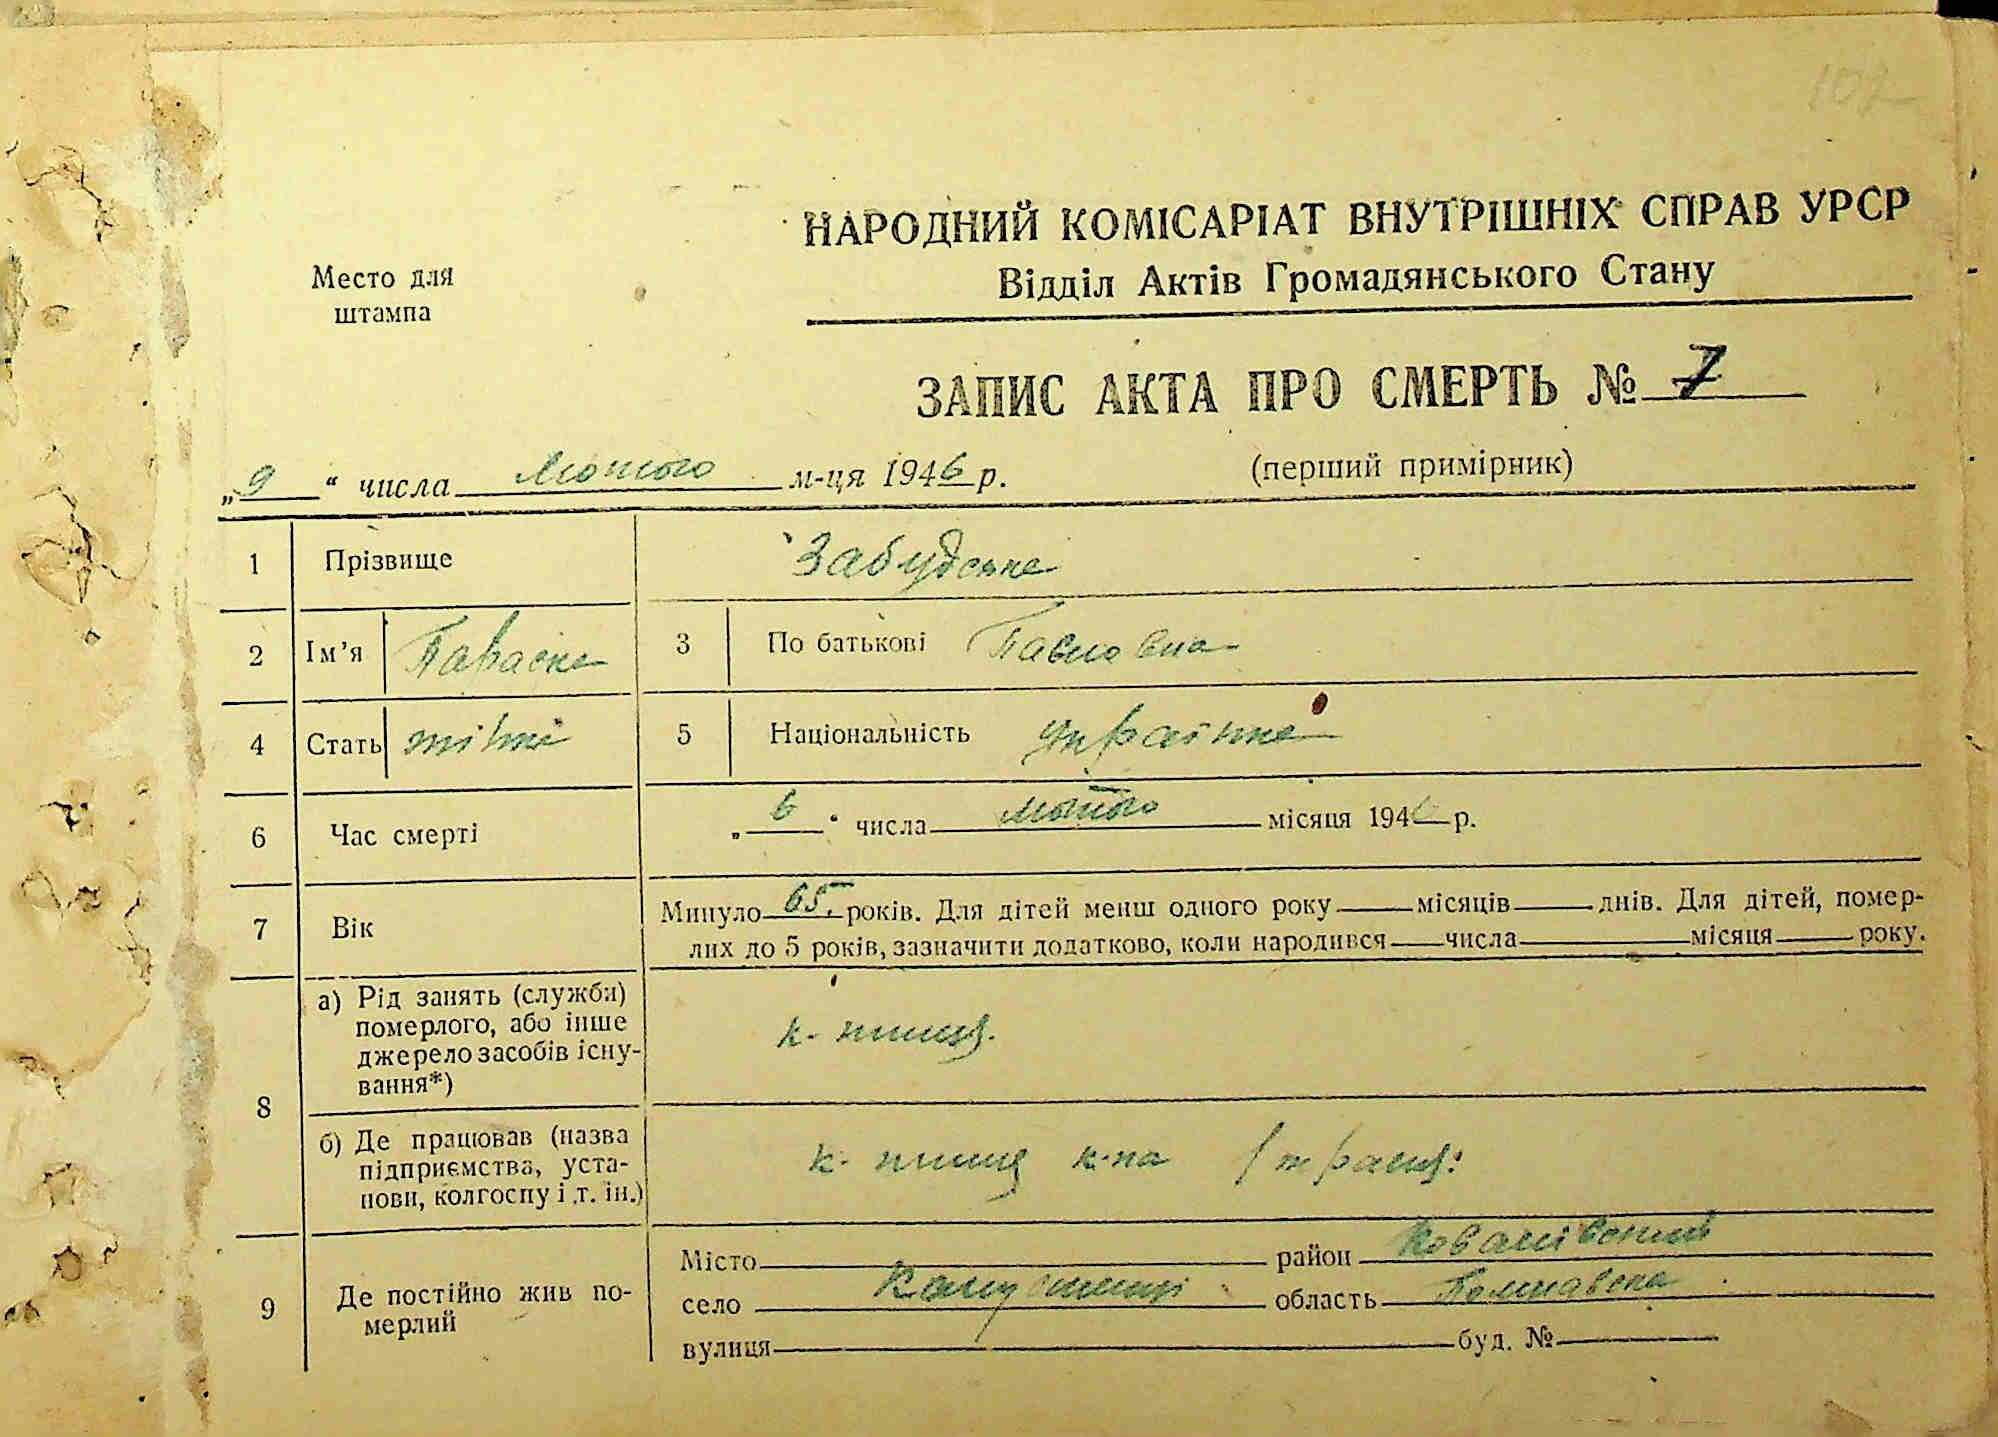 102
НАРОДНИЙ КОМІСАРІАТ ВНУТРІШНІХ СПРАВ УРСР
Место для
штампа
Відділ Актів Громадянського Стану
ЗАПИС АКТА ПРО СМЕРТЬ № 7
„9“ числа Лютого м-ця 1946 р.
(перший примірник)
1 Прізвище Забудська
2 Ім’я Параска 3 По батькові Павловна
4 Стать жінка 5 Національність українка
6 Час смерті „6“ числа лютого місяця 1946 р.
7 Вік Минуло 65. років. Для дітей менш одного року місяців днів. Для дітей, помер-
лих до 5 років, зазначити додатково, коли народився числа місяця року.
8 а) Рід занять (служби)
померлого, або інше
джерело засобів існу-
вання*)
к-
б) Де працював (назва
підприємства, уста-
нови, колгоспу і т. ін.)
к- к-па
9 Де постійно жив по-
мерлий
Місто район
село область Полтавська
вулиця буд. №